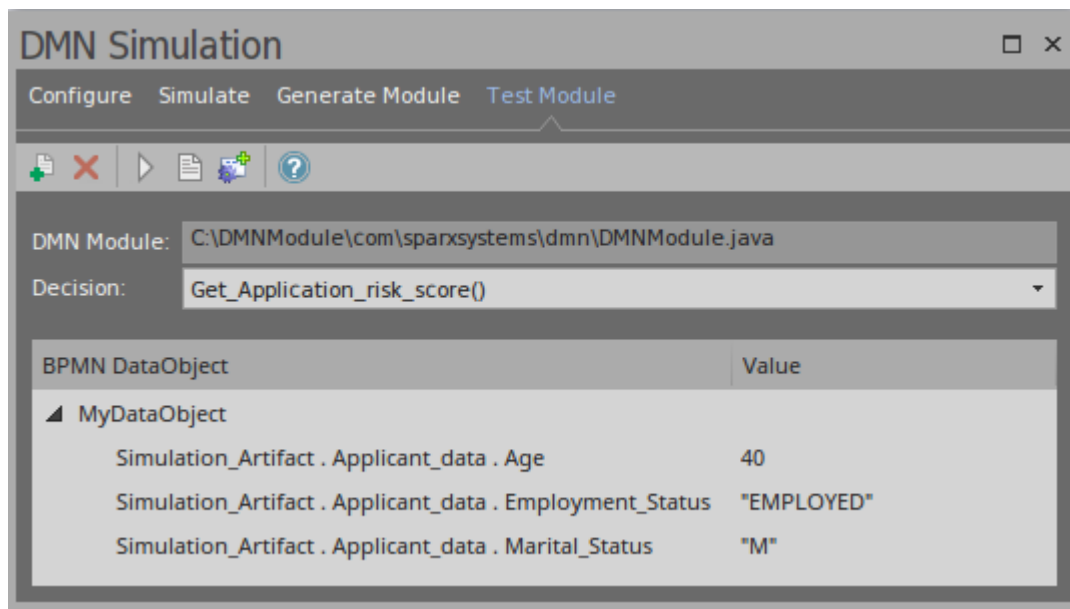 DMN Simulation
Configure Simulate Generate Module Test Module
DMN Module: C:\DMNModule\com\sparxsystems\dmn\DMNModule.java
Decision: Get_Application_risk_score()
BPMN DataObject Value
MyDataObject
Simulation_Artifact . Applicant_data . Age 40
Simulation_Artifact . Applicant_data . Employment_Status "EMPLOYED"
Simulation_Artifact . Applicant_data . Marital_Status "M"